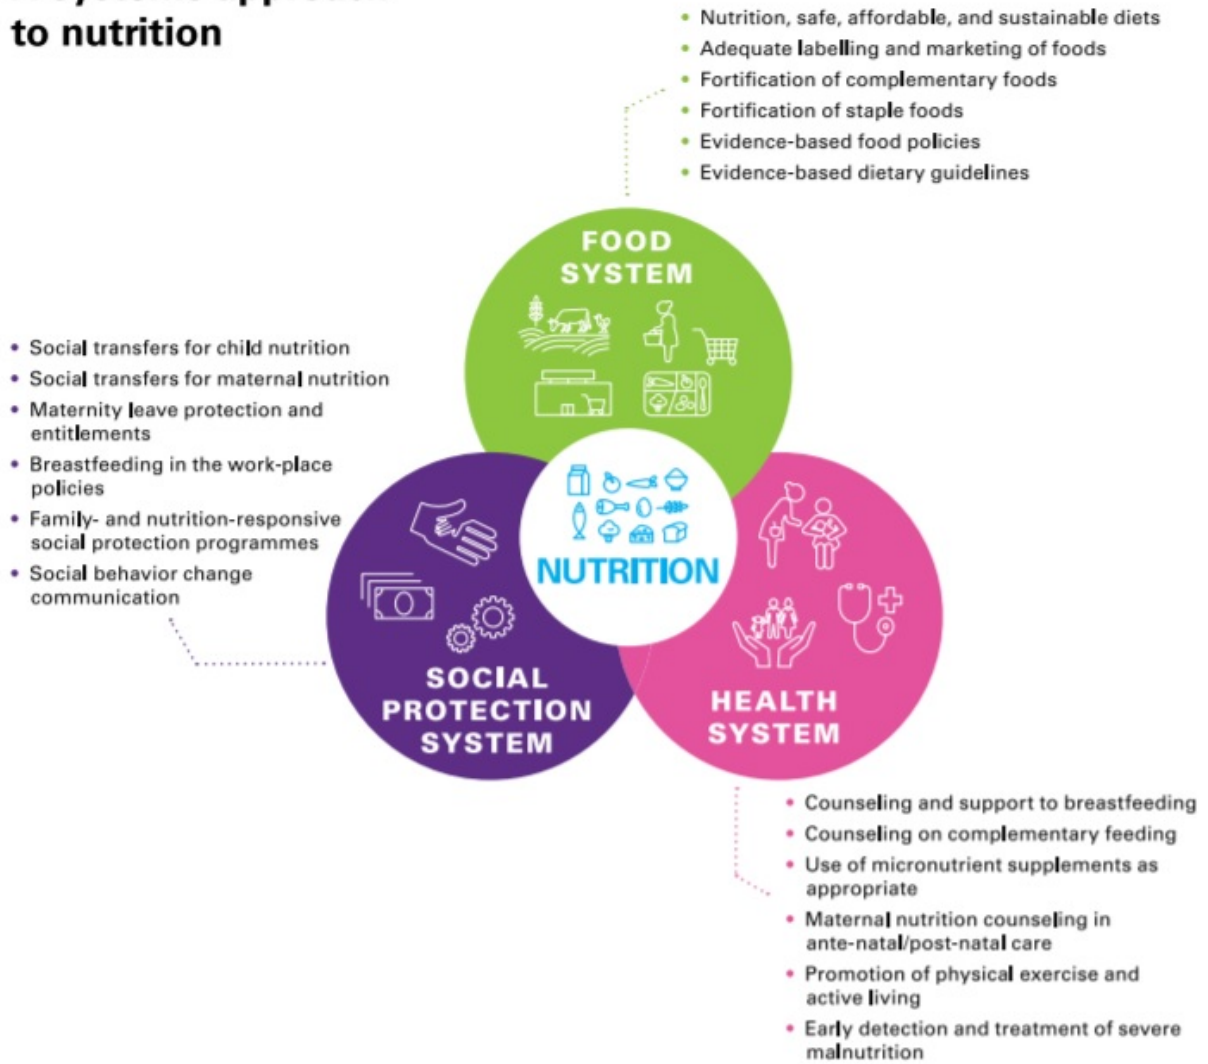 to nutrition
• Nutrition, safe, affordable, and sustainable diets
• Adequate labelling and marketing of foods
• Fortification of complementary foods
• Fortification of staple foods
• Evidence-based food policies
• Evidence-based dietary guidelines
FOOD
SYSTEM
• Social transfers for child nutrition
• Social transfers for maternal nutrition
• Maternity leave protection and
entitlements
• Breastfeeding in the work-place
policies
• Family- and nutrition-responsive
social protection programmes
• Social behavior change
communication
NUTRITION
SOCIAL
PROTECTION
SYSTEM
HEALTH
SYSTEM
• Counseling and support to breastfeeding
• Counseling on complementary feeding
• Use of micronutrient supplements as
appropriate
• Maternal nutrition counseling in
ante-natal/post-natal care
• Promotion of physical exercise and
active living
• Early detection and treatment of severe
malnutrition